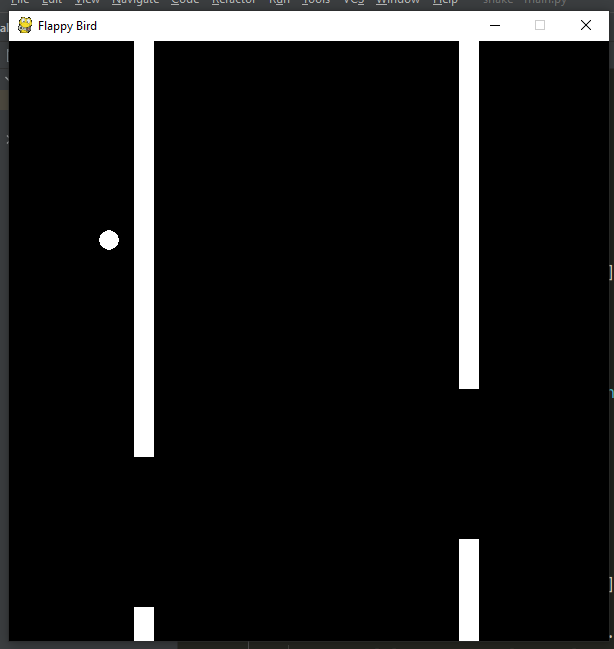 File Edit View Navigate Code Refactor Run Tools VCS Window Help snake - main.py
Flappy Bird
]
]